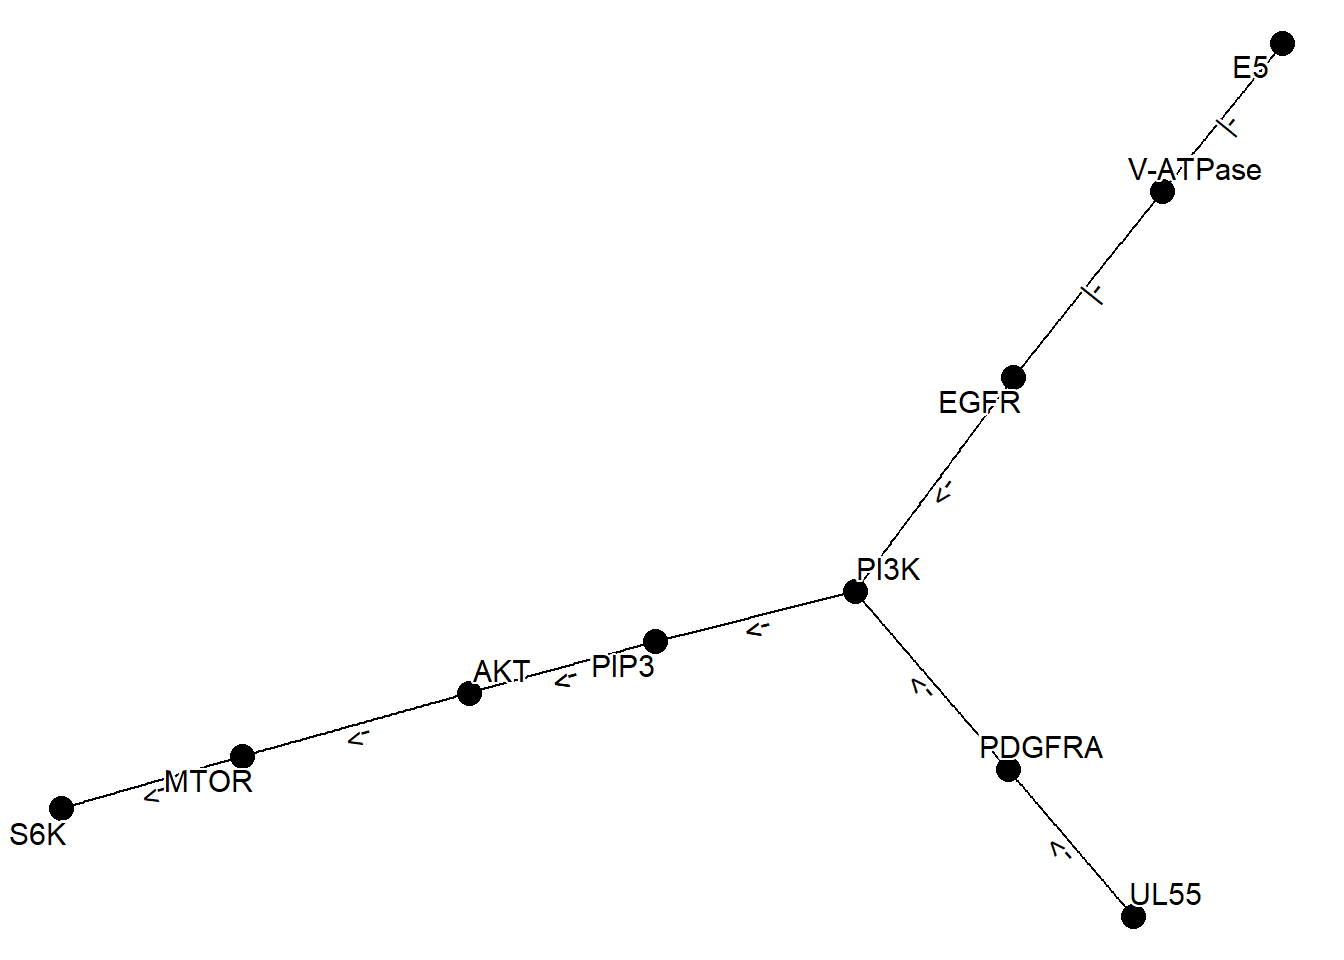 E5
|-
V-ATPase
|-
EGFR
<-
PI3K
<-
PIP3
<-
AKT
<-
MTOR
<-
S6K
<-
PDGFRA
<-
UL55